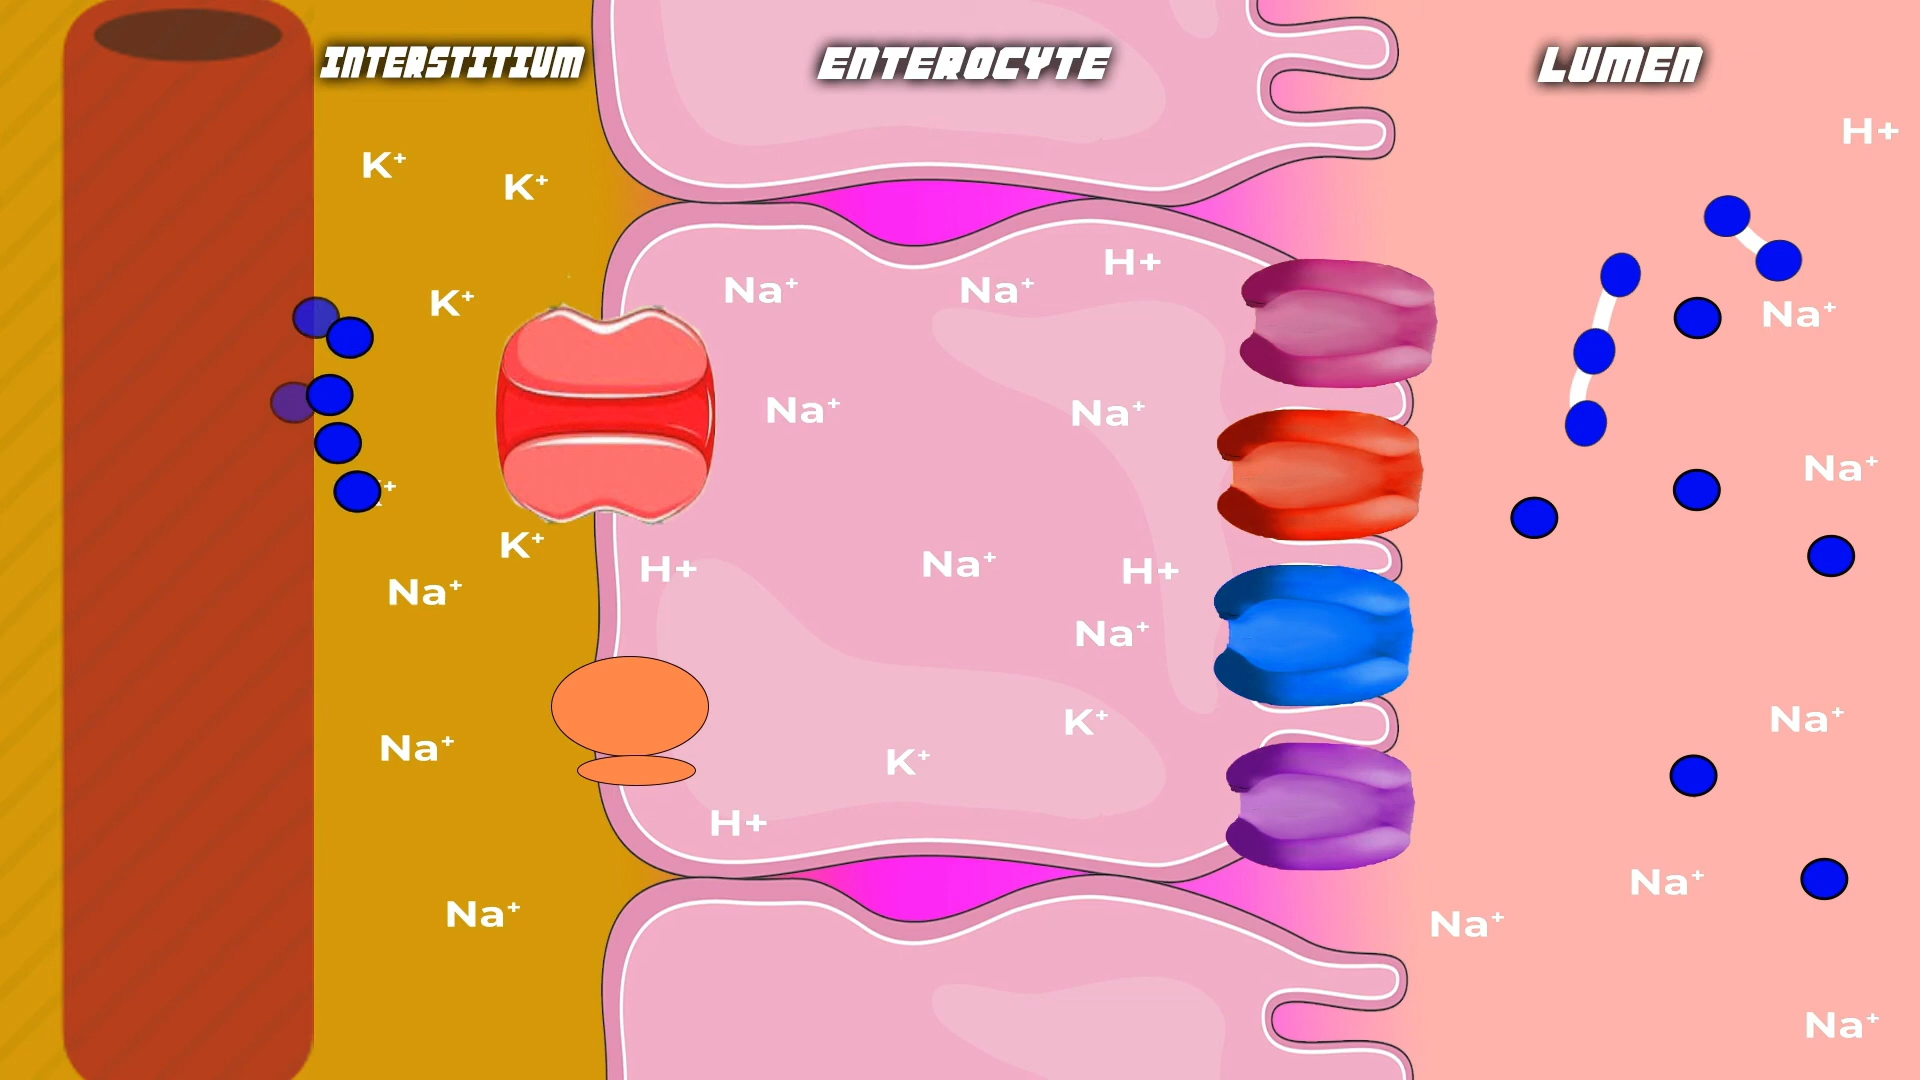 INTERSTITIUM
ENTEROCYTE
LUMEN
H+
K⁺
K⁺
H+
Na⁺
Na⁺
K⁺
Na⁺
Na⁺
Na⁺
Na⁺
⁺
K⁺
H+
Na⁺
H+
Na⁺
Na⁺
K⁺
Na⁺
Na⁺
K⁺
H+
Na⁺
Na⁺
Na⁺
Na⁺